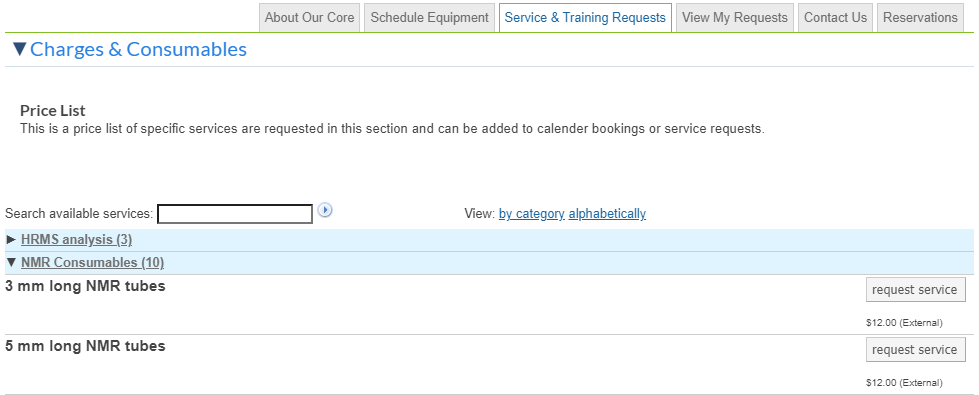 About Our Core Schedule Equipment Service & Training Requests View My Requests Contact Us Reservations
▼Charges & Consumables
Price List
This is a price list of specific services are requested in this section and can be added to calender bookings or service requests.
Search available services: View: by category alphabetically
► HRMS analysis (3)
▼ NMR Consumables (10)
3 mm long NMR tubes request service
$12.00 (External)
5 mm long NMR tubes request service
$12.00 (External)